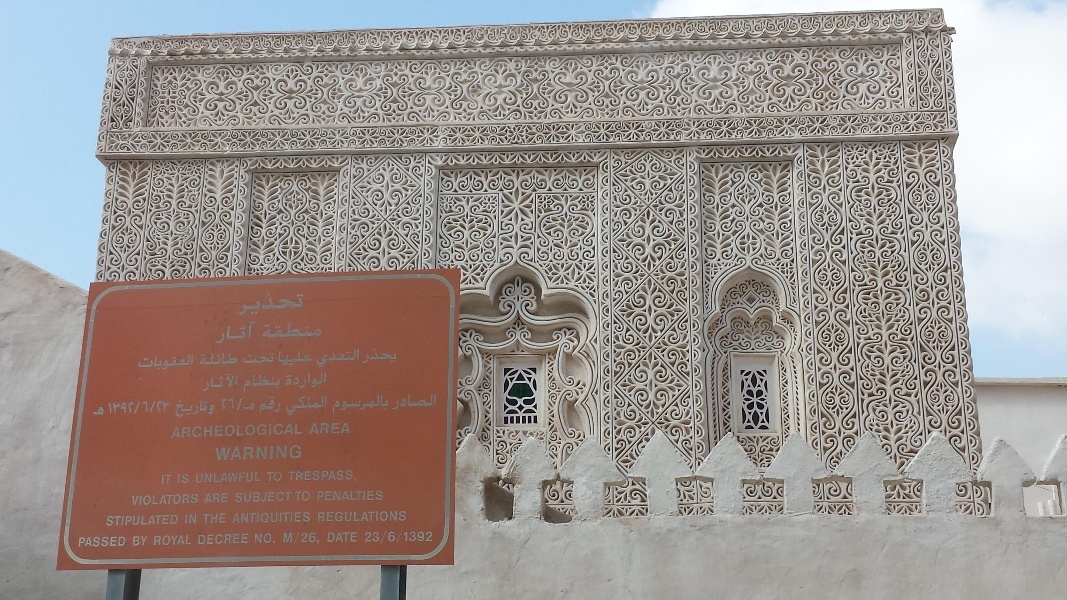 تحذير
منطقة آثار
يحذر التعدي عليها تحت طائلة العقوبات
الواردة بنظام الآثار
الصادر بالمرسوم الملكي رقم مـ/٢٦ وتاريخ ١٣٩٢/٦/٢٣ هـ
ARCHEOLOGICAL AREA
WARNING
IT IS UNLAWFUL TO TRESPASS,
VIOLATORS ARE SUBJECT TO PENALTIES
STIPULATED IN THE ANTIQUITIES REGULATIONS
PASSED BY ROYAL DECREE NO. M/26, DATE 23/6/1392